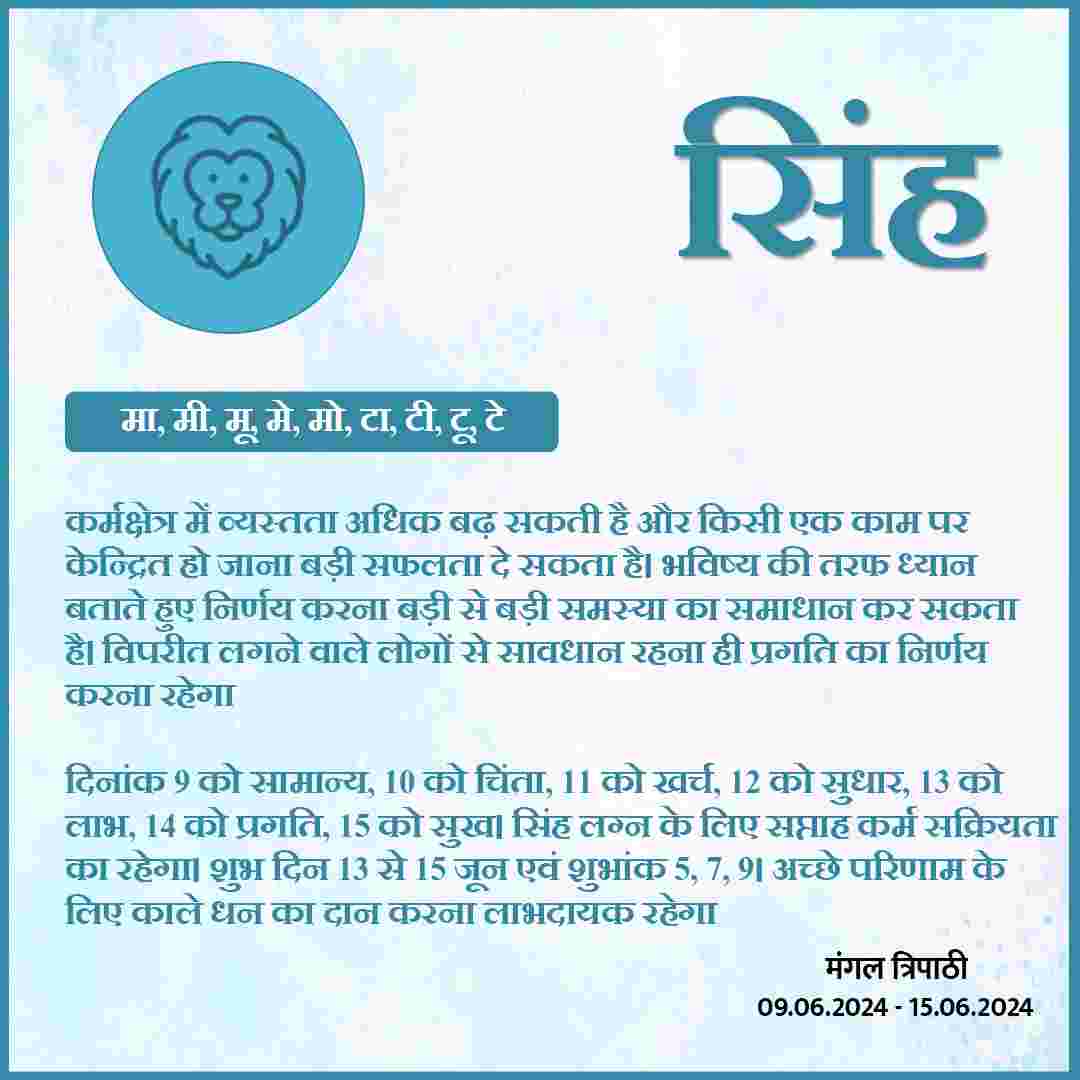 सिंह
मा, मी, मू, मे, मो, टा, टी, टू, टे
कर्मक्षेत्र में व्यस्तता अधिक बढ़ सकती है और किसी एक काम पर
केन्द्रित हो जाना बड़ी सफलता दे सकता है। भविष्य की तरफ ध्यान
बताते हुए निर्णय करना बड़ी से बड़ी समस्या का समाधान कर सकता
है। विपरीत लगने वाले लोगों से सावधान रहना ही प्रगति का निर्णय
करना रहेगा
दिनांक 9 को सामान्य, 10 को चिंता, 11 को खर्च, 12 को सुधार, 13 को
लाभ, 14 को प्रगति, 15 को सुख। सिंह लग्न के लिए सप्ताह कर्म सक्रियता
का रहेगा। शुभ दिन 13 से 15 जून एवं शुभांक 5, 7, 9। अच्छे परिणाम के
लिए काले धन का दान करना लाभदायक रहेगा
मंगल त्रिपाठी
09.06.2024 - 15.06.2024